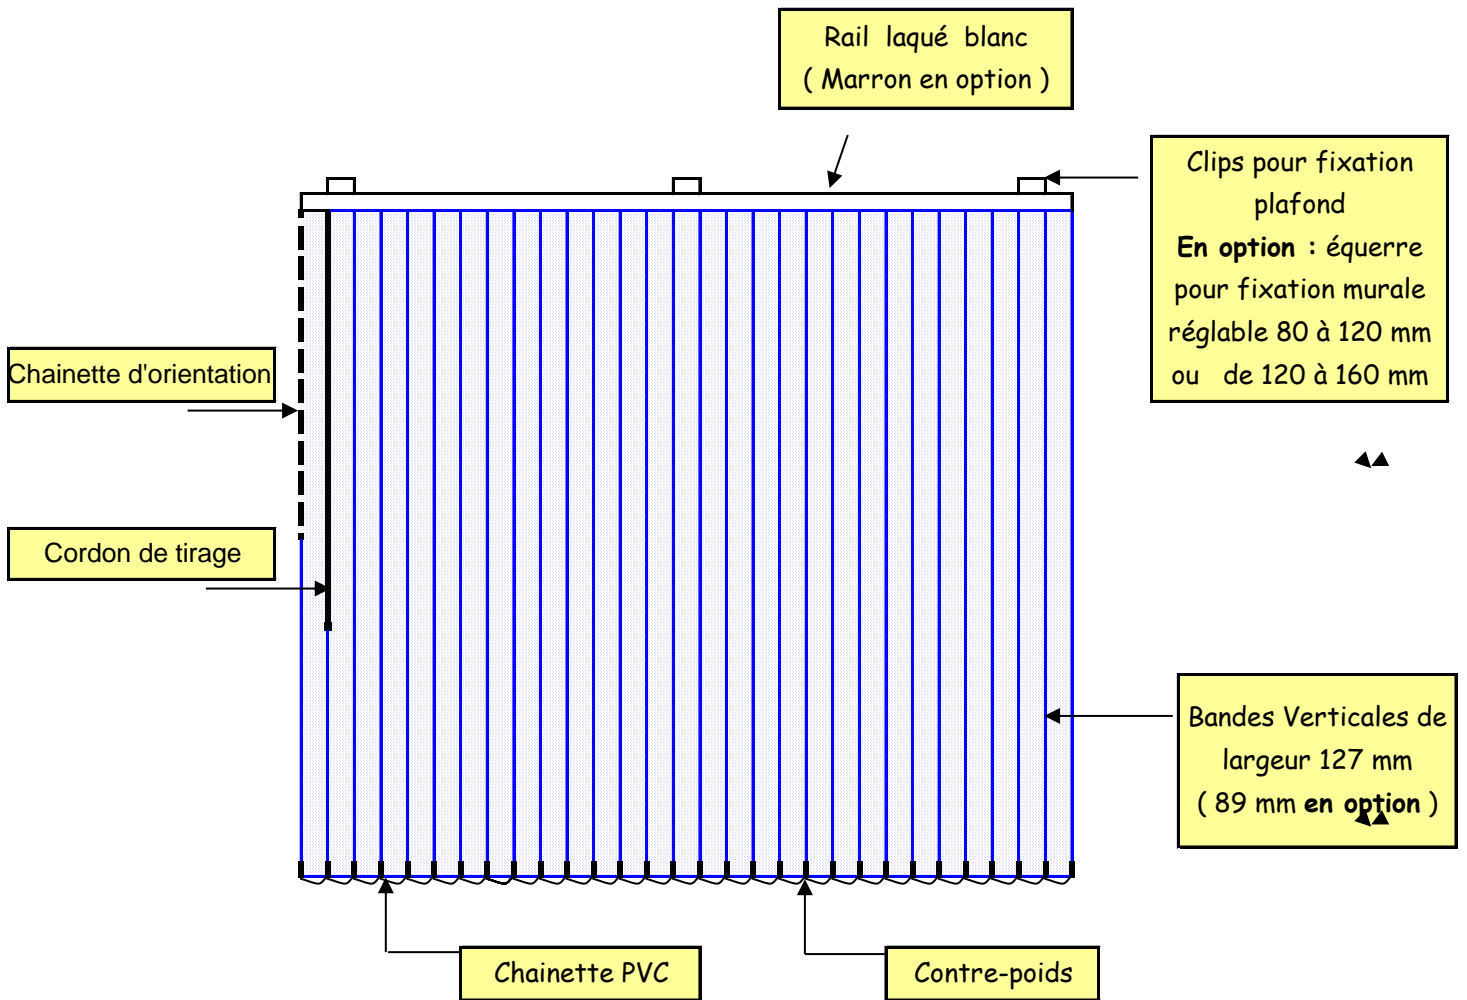 Rail laqué blanc
( Marron en option )
Clips pour fixation
plafond
En option : équerre
pour fixation murale
réglable 80 à 120 mm
ou de 120 à 160 mm
Chainette d'orientation
Cordon de tirage
Bandes Verticales de
largeur 127 mm
( 89 mm en option )
Chainette PVC
Contre-poids